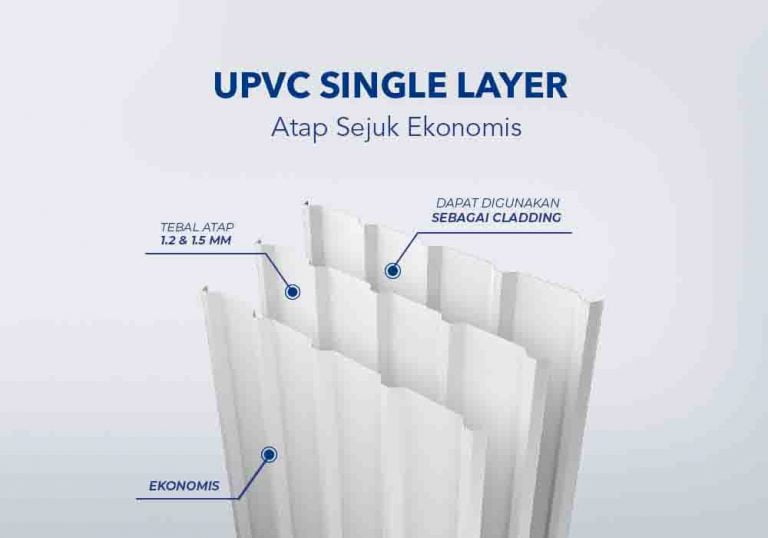 UPVC SINGLE LAYER
Atap Sejuk Ekonomis
DAPAT DIGUNAKAN
SEBAGAI CLADDING
TEBAL ATAP
1.2 & 1.5 MM
EKONOMIS